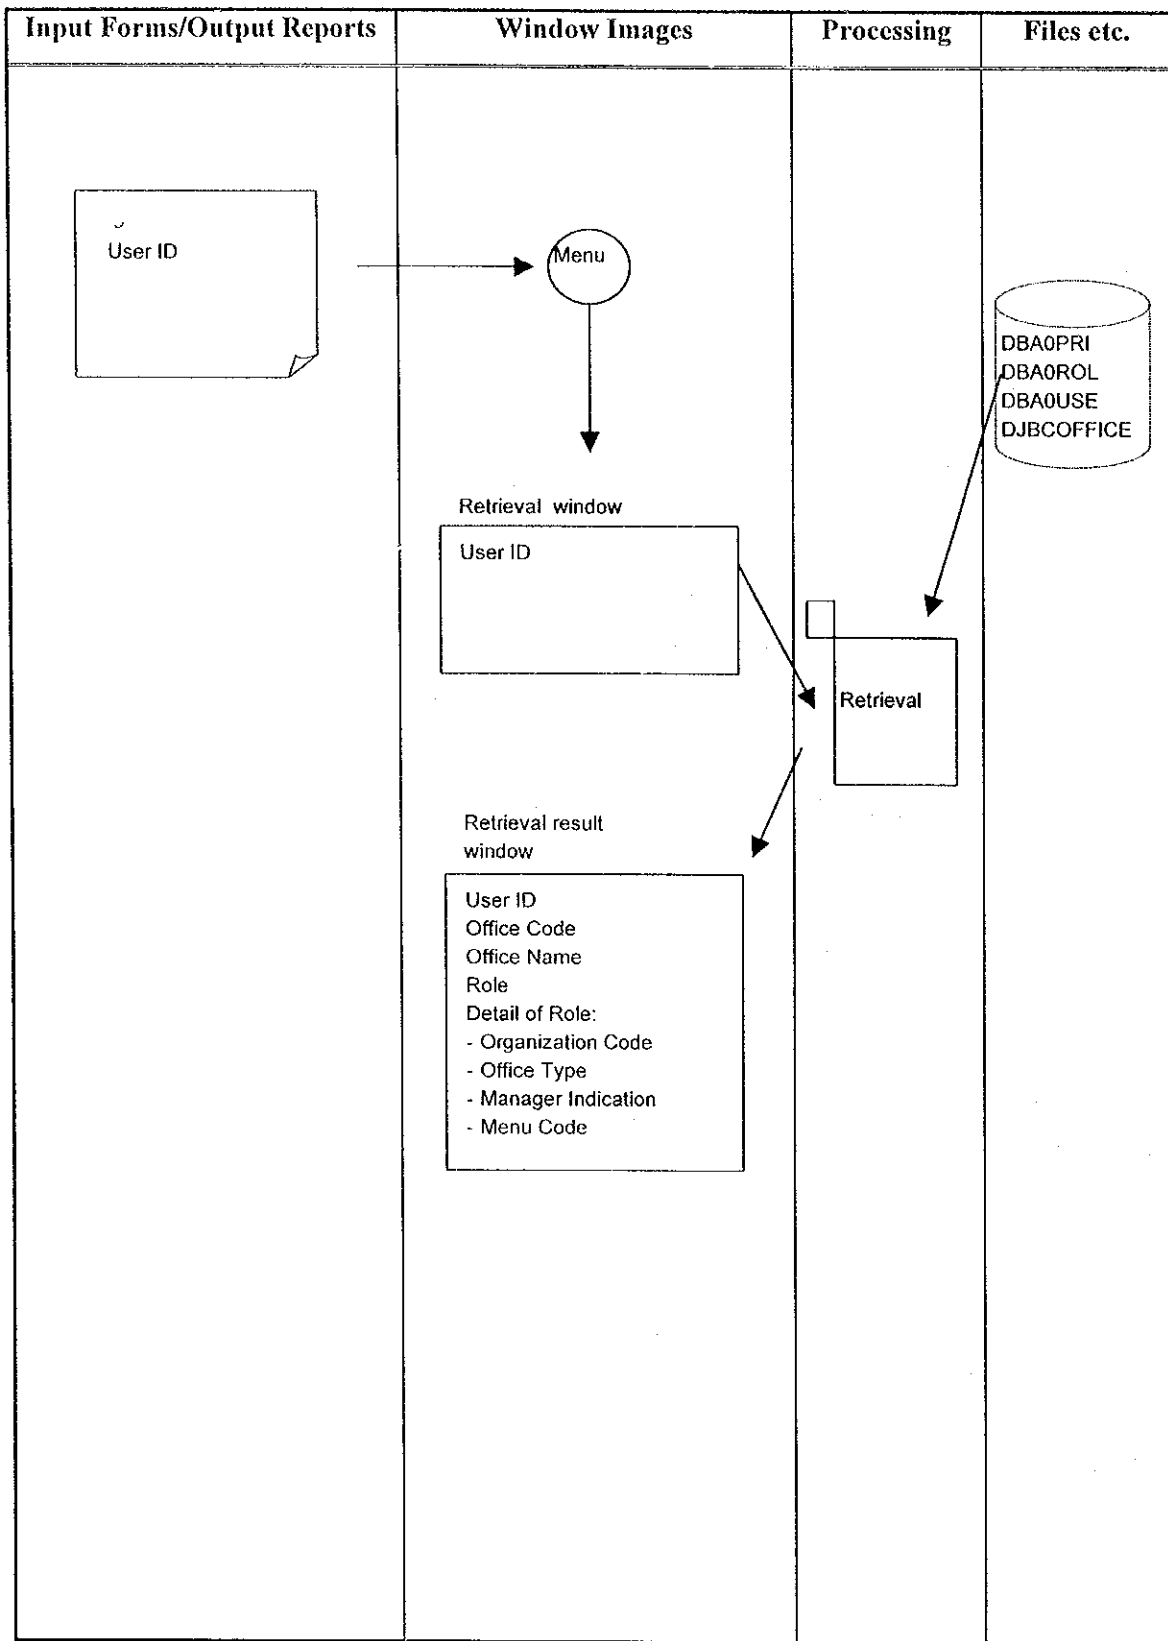 Input Forms/Output Reports
Window Images
Processing
Files etc.
User ID
Menu
DBA0PRI
DBA0ROL
DBA0USE
DJBCOFFICE
Retrieval window
User ID
Retrieval
Retrieval result
window
User ID
Office Code
Office Name
Role
Detail of Role:
- Organization Code
- Office Type
- Manager Indication
- Menu Code